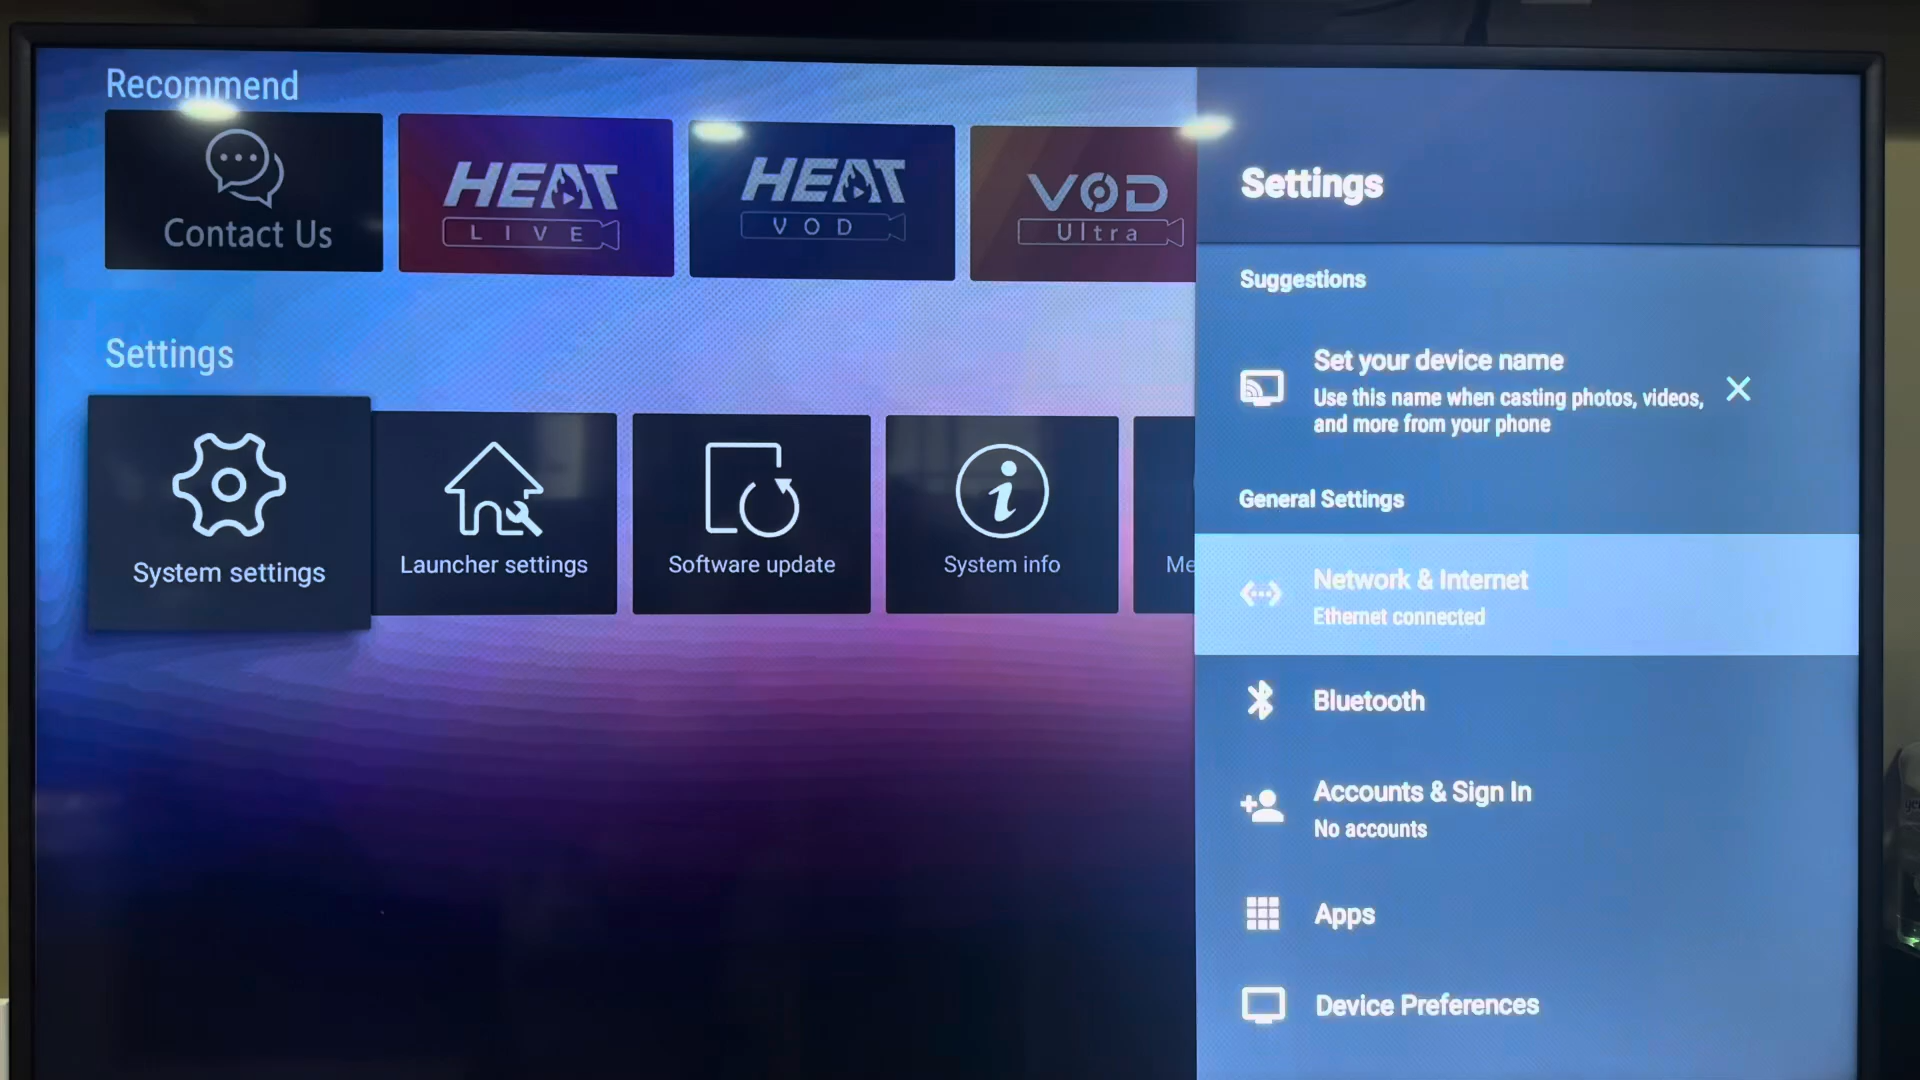 Recommend
Contact Us
HEAT
LIVE
HEAT
VOD
VOD
Ultra
Settings
System settings
Launcher settings
Software update
System info
Me
Settings
Suggestions
Set your device name
Use this name when casting photos, videos,
and more from your phone
General Settings
Network & Internet
Ethernet connected
Bluetooth
Accounts & Sign In
No accounts
Apps
Device Preferences